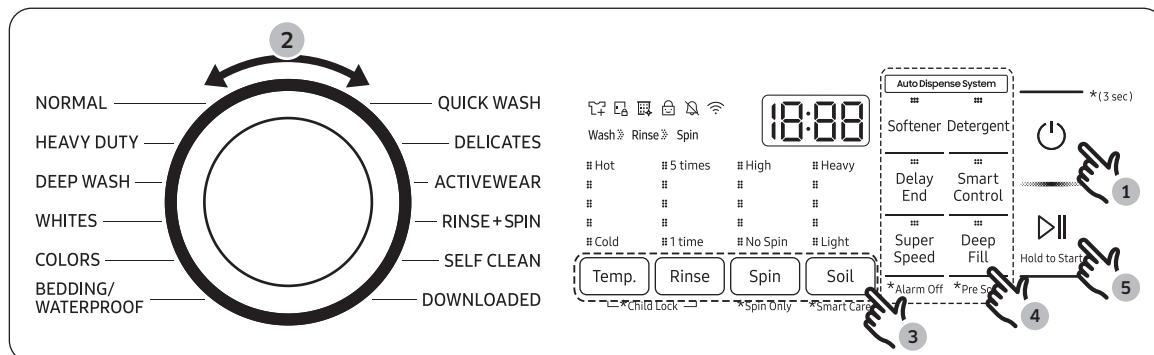 2
NORMAL
HEAVY DUTY
DEEP WASH
WHITES
COLORS
BEDDING/
WATERPROOF
QUICK WASH
DELICATES
ACTIVEWEAR
RINSE+SPIN
SELF CLEAN
DOWNLOADED
Wash Rinse Spin
18:88
Hot 5 times High Heavy
Cold 1 time No Spin Light
Temp. Rinse Spin Soil
*Child Lock *Spin Only *Smart Care
3
Auto Dispense System
Softener Detergent
Delay
End
Smart
Control
Super
Speed
Deep
Fill
*Alarm Off *Pre
4
*(3 sec)
1
Hold to Start
5